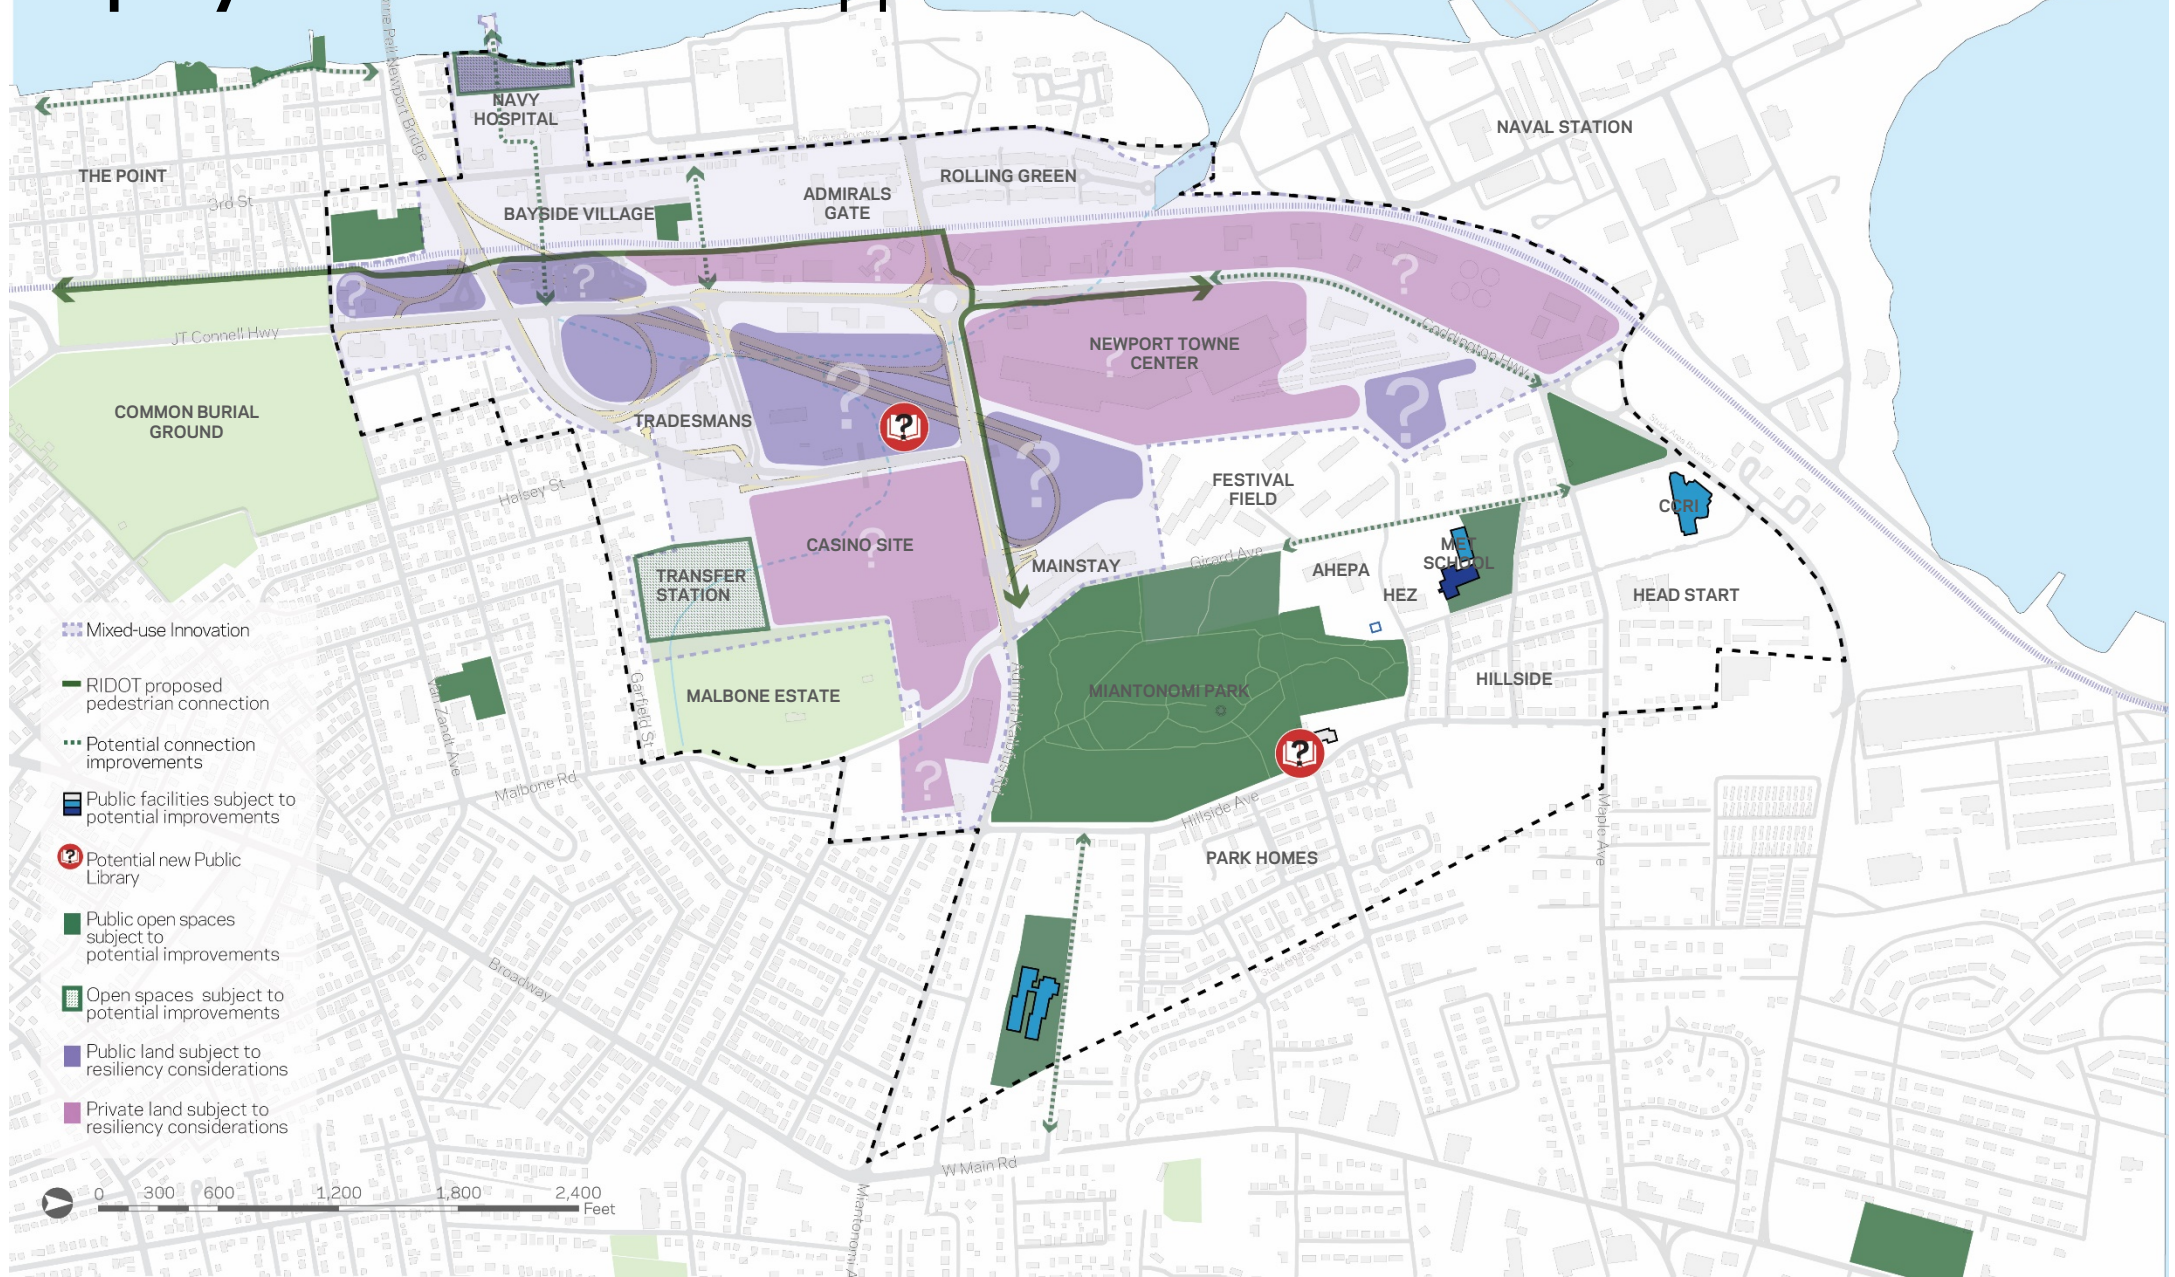 Newport Bridge
NAVY
HOSPITAL
NAVAL STATION
THE POINT
3rd St
BAYSIDE VILLAGE
ADMIRALS
GATE
ROLLING GREEN
JT Connell Hwy
COMMON BURIAL
GROUND
TRADESMANS
NEWPORT TOWNE
CENTER
Coddington Hwy
?
?
?
?
?
?
?
?
?
?
?
?
?
Halsey St
CASINO SITE
FESTIVAL
FIELD
CCRI
MET
SCHOOL
TRANSFER
STATION
MAINSTAY
Girard Ave
AHEPA
HEZ
HEAD START
MALBONE ESTATE
MIANTONOMI PARK
HILLSIDE
Garfield St
Van Zandt Ave
Malbone Rd
Hillside Ave
Maple Ave
PARK HOMES
Broadway
W Main Rd
Miantonomi A
Mixed-use Innovation
RIDOT proposed
pedestrian connection
Potential connection
improvements
Public facilities subject to
potential improvements
Potential new Public
Library
Public open spaces
subject to
potential improvements
Open spaces subject to
potential improvements
Public land subject to
resiliency considerations
Private land subject to
resiliency considerations
0 300 600 1,200 1,800 2,400
Feet